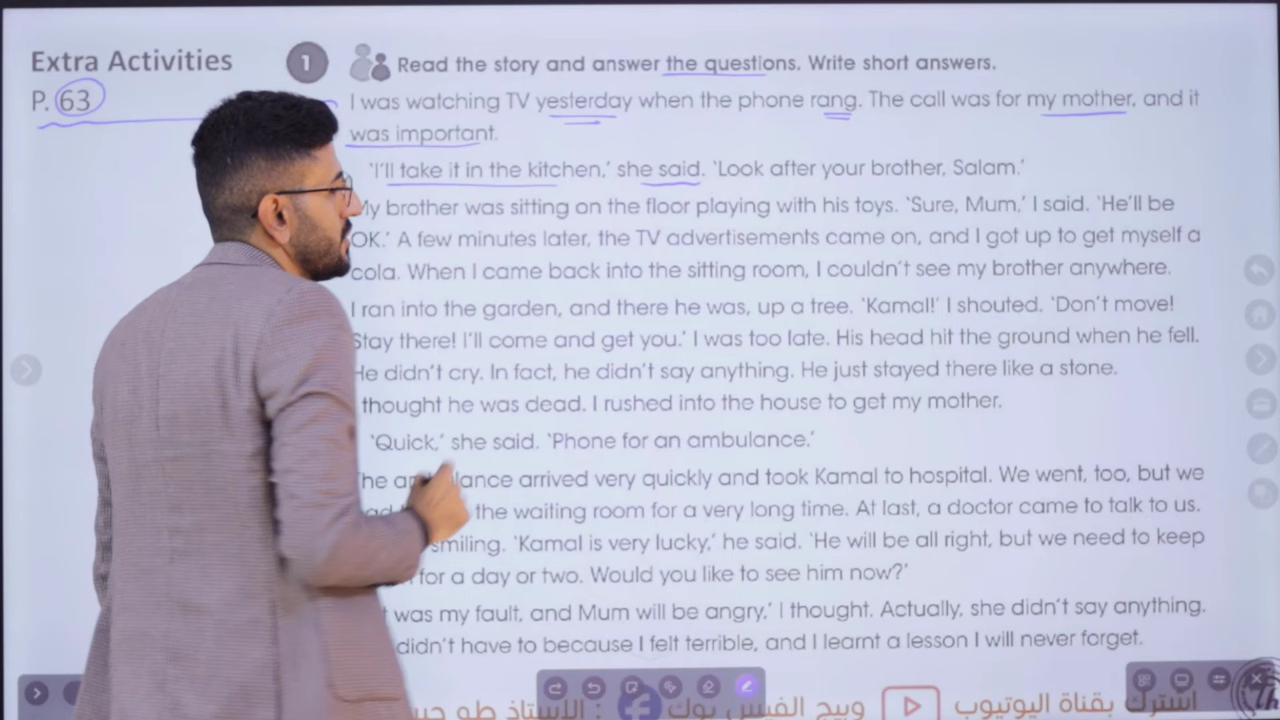 Extra Activities
P. 63
1
Read the story and answer the questions. Write short answers.
I was watching TV yesterday when the phone rang. The call was for my mother, and it
was important.
'I'll take it in the kitchen,' she said. 'Look after your brother, Salam.'
My brother was sitting on the floor playing with his toys. 'Sure, Mum,' I said. 'He'll be
OK.' A few minutes later, the TV advertisements came on, and I got up to get myself a
cola. When I came back into the sitting room, I couldn't see my brother anywhere.
I ran into the garden, and there he was, up a tree. 'Kamal!' I shouted. 'Don't move!
Stay there! I'll come and get you.' I was too late. His head hit the ground when he fell.
He didn't cry. In fact, he didn't say anything. He just stayed there like a stone.
thought he was dead. I rushed into the house to get my mother.
'Quick,' she said. 'Phone for an ambulance.'
The ambulance arrived very quickly and took Kamal to hospital. We went, too, but we
the waiting room for a very long time. At last, a doctor came to talk to us.
smiling. 'Kamal is very lucky,' he said. 'He will be all right, but we need to keep
for a day or two. Would you like to see him now?'
was my fault, and Mum will be angry,' I thought. Actually, she didn't say anything.
didn't have to because I felt terrible, and I learnt a lesson I will never forget.
اشترك بقناة اليوتيوب وبيج الفيس بوك : الاستاذ طه